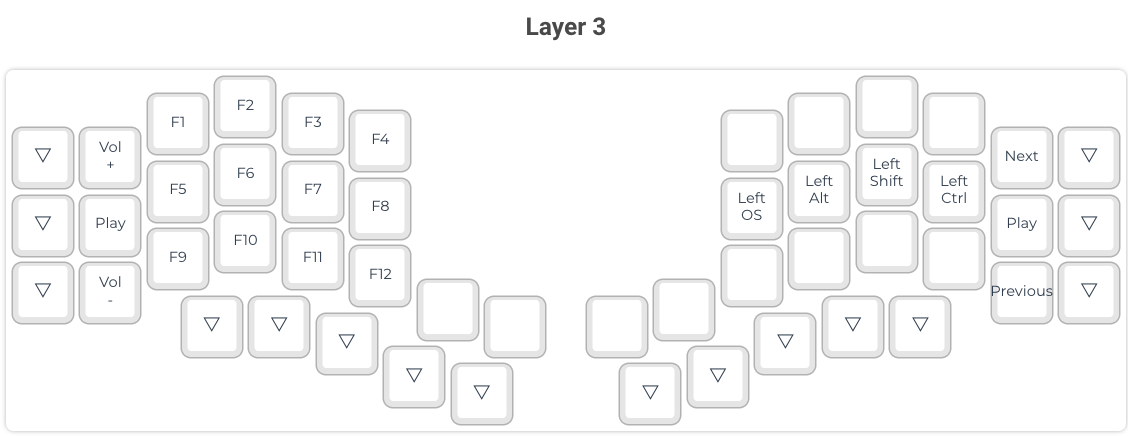 Layer 3
F2
F1
F3
F4
Vol
+
F6
F5
F7
F8
Play
F10
F9
F11
F12
Vol
-
Next
Left
Shift
Left
Alt
Left
Ctrl
Left
OS
Play
Previous